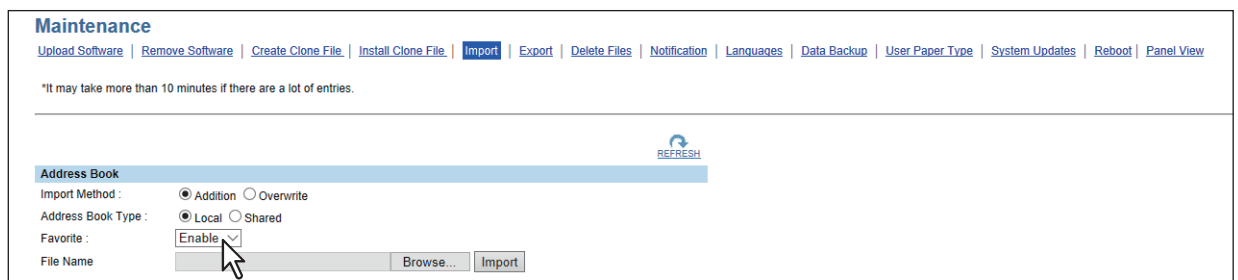 Maintenance
Upload Software | Remove Software | Create Clone File | Install Clone File | Import | Export | Delete Files | Notification | Languages | Data Backup | User Paper Type | System Updates | Reboot | Panel View
*It may take more than 10 minutes if there are a lot of entries.
REFRESH
Address Book
Import Method : Addition Overwrite
Address Book Type : Local Shared
Favorite : Enable
File Name Browse... Import